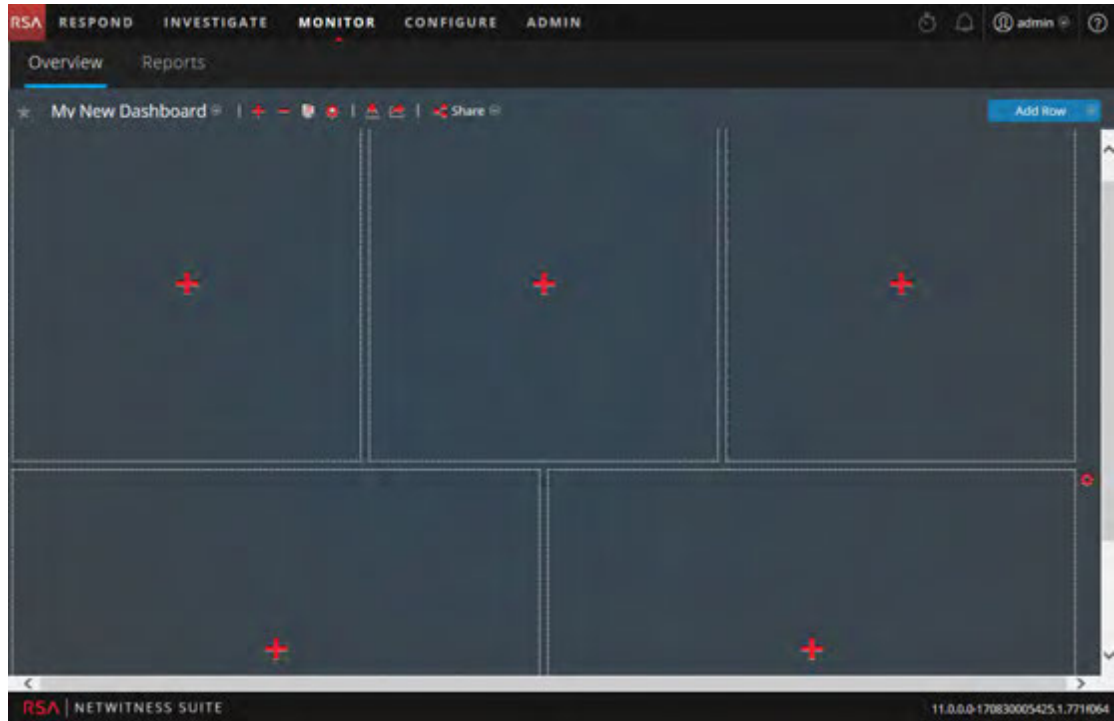 RSA RESPOND INVESTIGATE MONITOR CONFIGURE ADMIN admin
Overview Reports
My New Dashboard Share Add Row
RSA NETWITNESS SUITE 11.0.0.0-170830005425.1.771f064